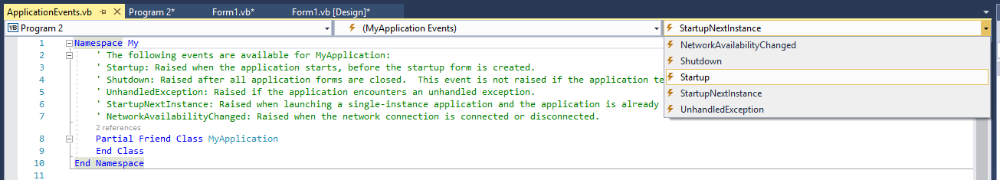 ApplicationEvents.vb Program 2* Form1.vb* Form1.vb [Design]*
VB Program 2 (MyApplication Events) StartupNextInstance
NetworkAvailabilityChanged
Shutdown
Startup
StartupNextInstance
UnhandledException
1 Namespace My
2 ' The following events are available for MyApplication:
3 ' Startup: Raised when the application starts, before the startup form is created.
4 ' Shutdown: Raised after all application forms are closed.  This event is not raised if the application te
5 ' UnhandledException: Raised if the application encounters an unhandled exception.
6 ' StartupNextInstance: Raised when launching a single-instance application and the application is already
7 ' NetworkAvailabilityChanged: Raised when the network connection is connected or disconnected.
2 references
8 Partial Friend Class MyApplication
9 End Class
10 End Namespace
11